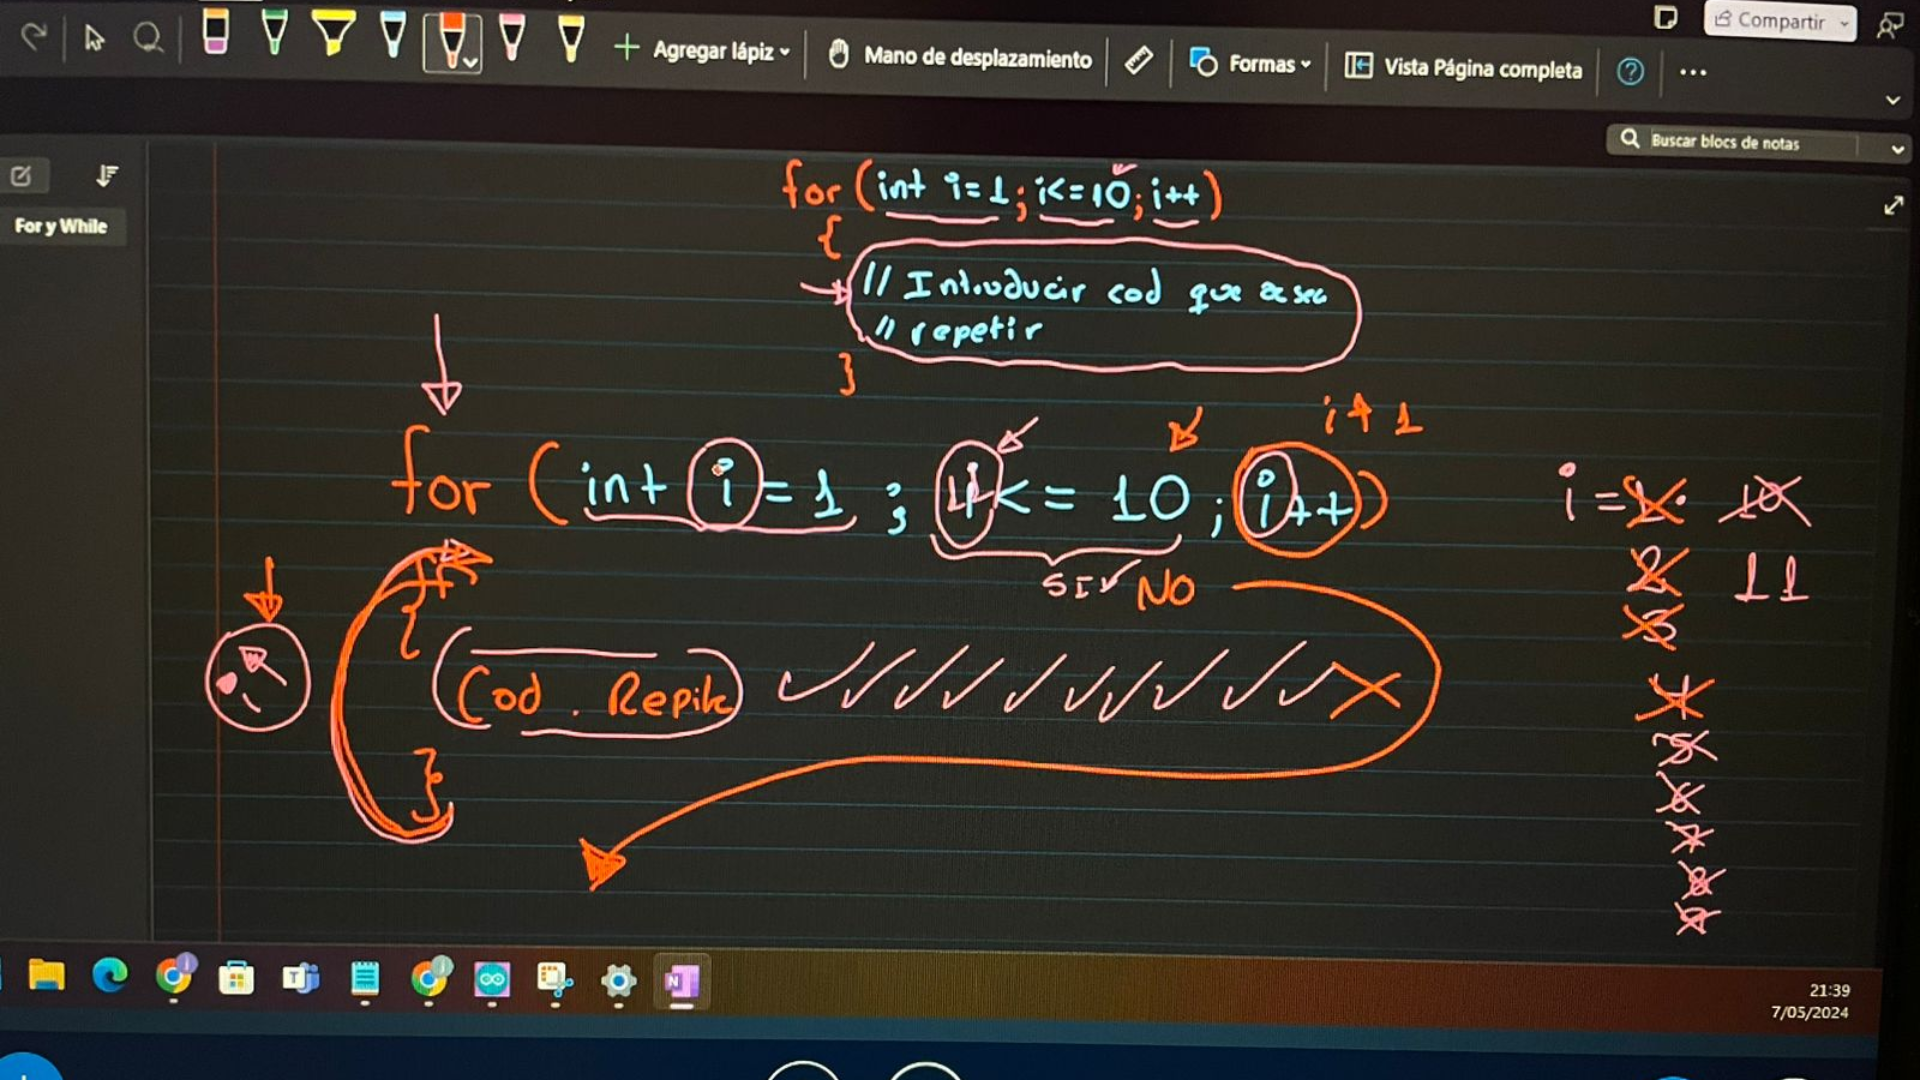 Compartir
Agregar lápiz
Mano de desplazamiento
Formas
Vista Página completa
Buscar blocs de notas
For y While
for (int i=1; i<=10; i++)
{
// Introducir cod que desea
// repetir
}
i+1
for (int i=1; i<=10; i++)
SI NO
{
Cod. Repite
}
i=1 10
2 11
3
4
5
6
7
8
9
21:39
7/05/2024